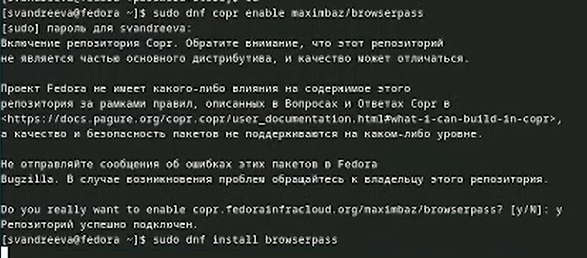 [svandreeva@fedora ~]$ sudo dnf copr enable maximbaz/browserpass
[sudo] пароль для svandreeva:
Включение репозитория Copr. Обратите внимание, что этот репозиторий
не является частью основного дистрибутива, и качество может отличаться.
Проект Fedora не имеет какого-либо влияния на содержимое этого
репозитория за рамками правил, описанных в Вопросах и Ответах Copr в
<https://docs.pagure.org/copr.copr/user_documentation.html#what-i-can-build-in-copr>,
а качество и безопасность пакетов не поддерживаются на каком-либо уровне.
Не отправляйте сообщения об ошибках этих пакетов в Fedora
Bugzilla. В случае возникновения проблем обращайтесь к владельцу этого репозитория.
Do you really want to enable copr.fedorainfracloud.org/maximbaz/browserpass? [y/N]: y
Репозиторий успешно подключен.
[svandreeva@fedora ~]$ sudo dnf install browserpass